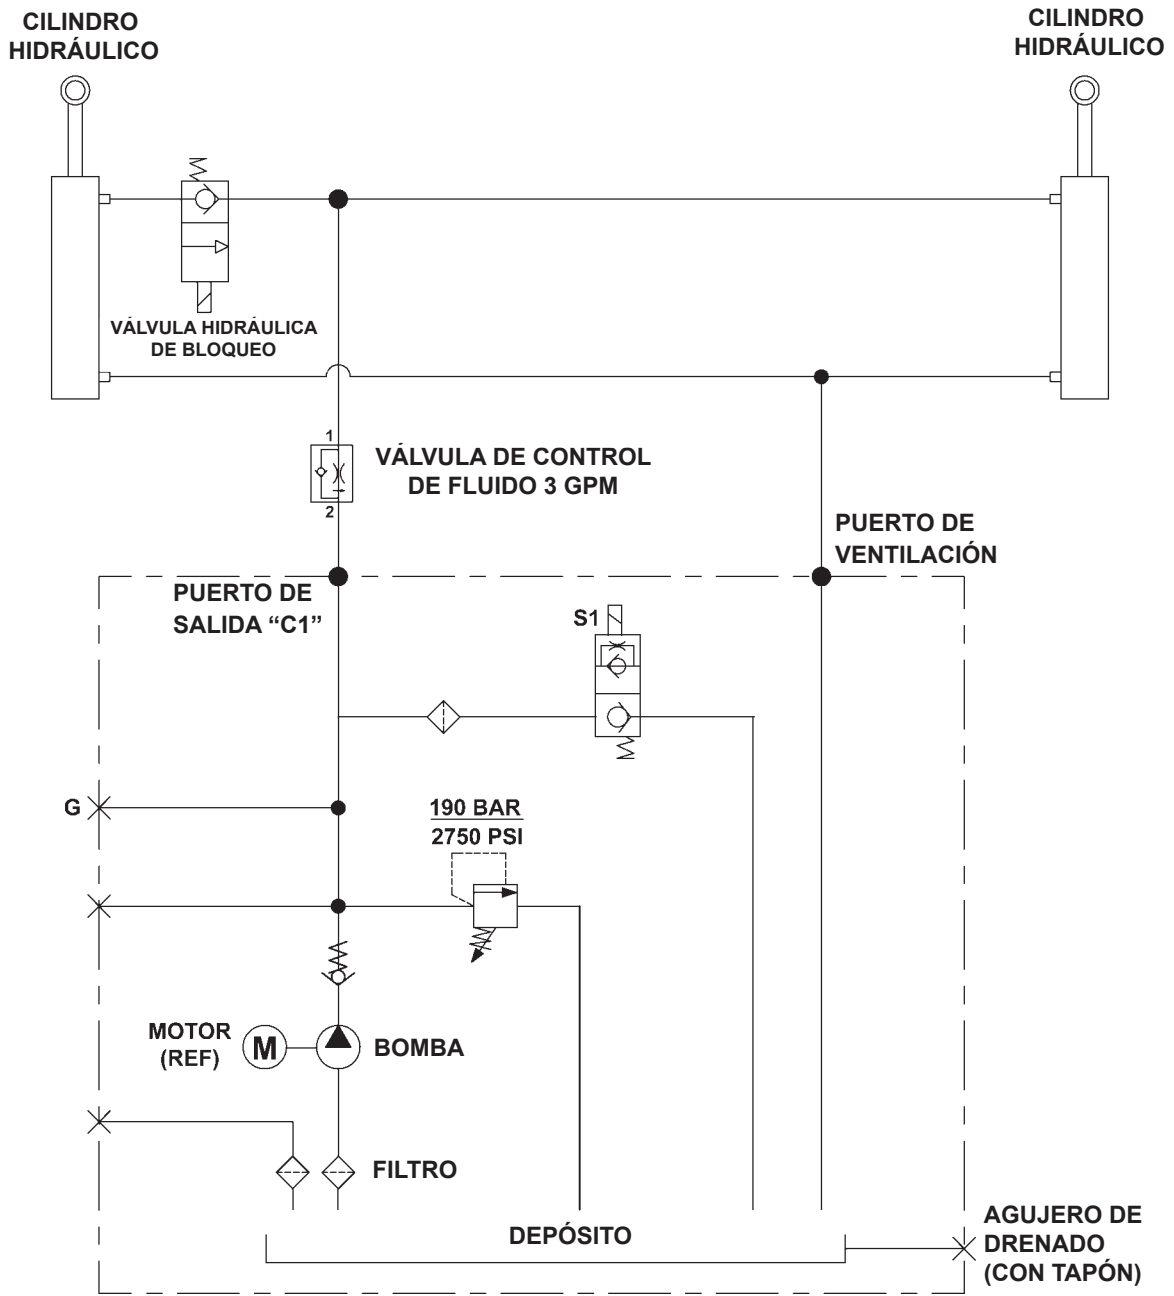 CILINDRO
HIDRÁULICO
CILINDRO
HIDRÁULICO
VÁLVULA HIDRÁULICA
DE BLOQUEO
1
VÁLVULA DE CONTROL
DE FLUIDO 3 GPM
2
PUERTO DE
VENTILACIÓN
PUERTO DE
SALIDA “C1”
S1
G
190 BAR
2750 PSI
MOTOR
(REF)
M
BOMBA
FILTRO
DEPÓSITO
AGUJERO DE
DRENADO
(CON TAPÓN)